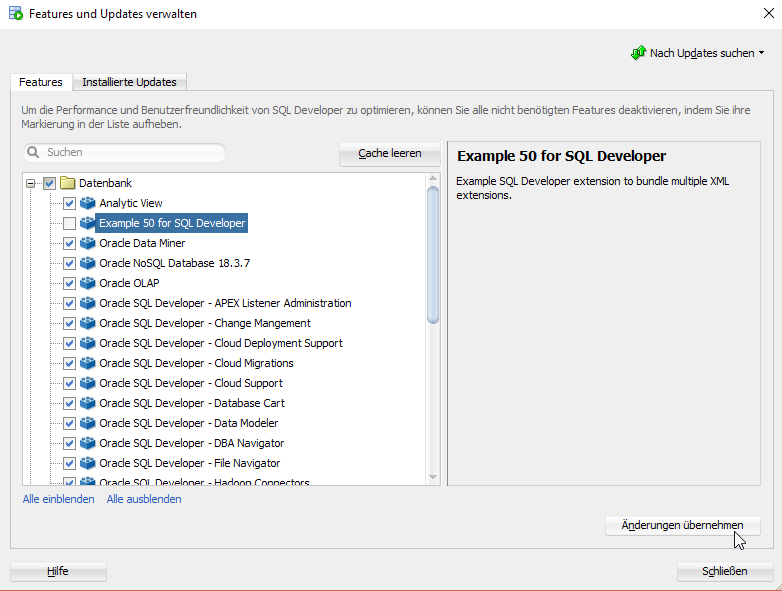 Features und Updates verwalten
Nach Updates suchen
Features
Installierte Updates
Um die Performance und Benutzerfreundlichkeit von SQL Developer zu optimieren, können Sie alle nicht benötigten Features deaktivieren, indem Sie ihre
Markierung in der Liste aufheben.
Suchen
Cache leeren
Datenbank
Analytic View
Example 50 for SQL Developer
Oracle Data Miner
Oracle NoSQL Database 18.3.7
Oracle OLAP
Oracle SQL Developer - APEX Listener Administration
Oracle SQL Developer - Change Mangement
Oracle SQL Developer - Cloud Deployment Support
Oracle SQL Developer - Cloud Migrations
Oracle SQL Developer - Cloud Support
Oracle SQL Developer - Database Cart
Oracle SQL Developer - Data Modeler
Oracle SQL Developer - DBA Navigator
Oracle SQL Developer - File Navigator
Oracle SQL Developer - Hadoop Connectors
Example 50 for SQL Developer
Example SQL Developer extension to bundle multiple XML
extensions.
Alle einblenden
Alle ausblenden
Änderungen übernehmen
Hilfe
Schließen